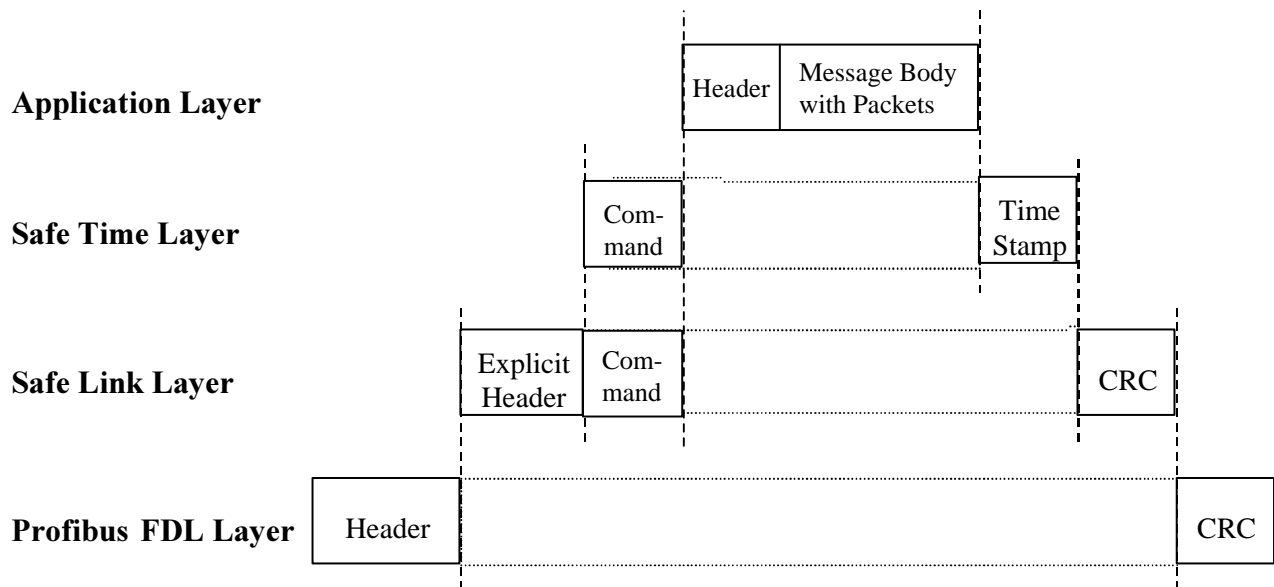 Application Layer
Header
Message Body
with Packets
Safe Time Layer
Com-
mand
Time
Stamp
Safe Link Layer
Explicit
Header
Com-
mand
CRC
Profibus FDL Layer
Header
CRC